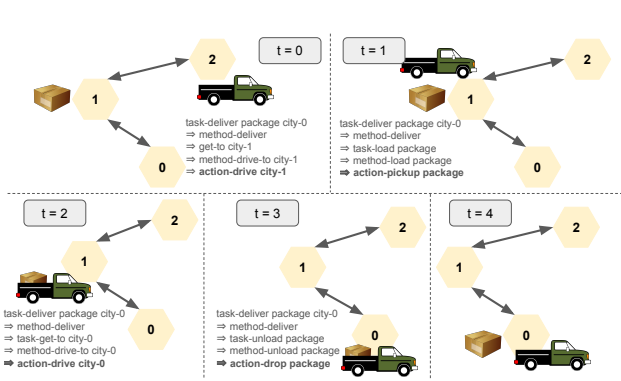 t = 0
2
1
0
task-deliver package city-0
⇒ method-deliver
⇒ get-to city-1
⇒ method-drive-to city-1
⇒ action-drive city-1
t = 1
2
1
0
task-deliver package city-0
⇒ method-deliver
⇒ task-load package
⇒ method-load package
⇒ action-pickup package
t = 2
2
1
0
task-deliver package city-0
⇒ method-deliver
⇒ task-get-to city-0
⇒ method-drive-to city-0
⇒ action-drive city-0
t = 3
2
1
0
task-deliver package city-0
⇒ method-deliver
⇒ task-unload package
⇒ method-unload package
⇒ action-drop package
t = 4
2
1
0